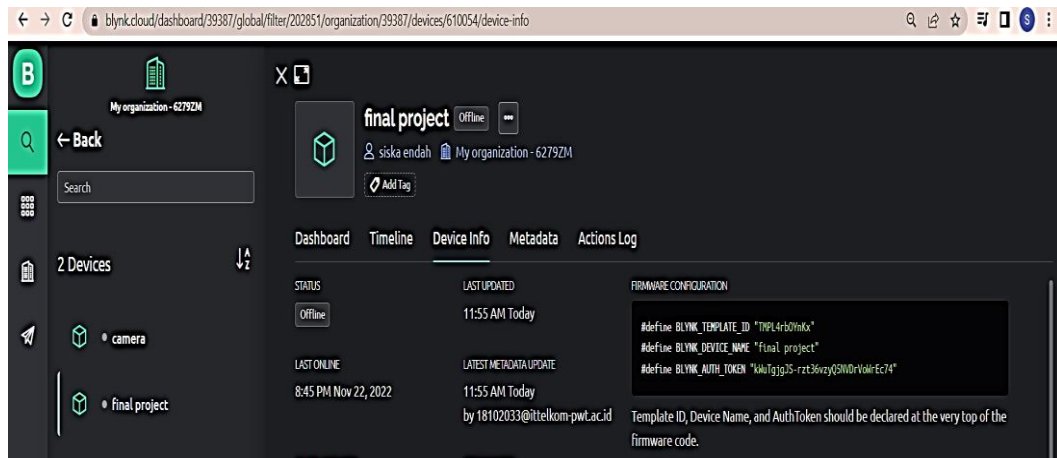 blynk.cloud/dashboard/39387/global/filter/202851/organization/39387/devices/610054/device-info
S
B
My organization - 6279ZM
← Back
Search
2 Devices
A
Z
camera
final project
X
final project Offline
siska endah My organization - 6279ZM
Add Tag
Dashboard Timeline Device Info Metadata Actions Log
STATUS LAST UPDATED FIRMWARE CONFIGURATION
Offline 11:55 AM Today
#define BLYNK_TEMPLATE_ID "TMPL4rbOYnKx"
#define BLYNK_DEVICE_NAME "final project"
#define BLYNK_AUTH_TOKEN "kWuTgjgJS-rzt36vzyQSNVDrVoWrEc74"
LAST ONLINE LATEST METADATA UPDATE
8:45 PM Nov 22, 2022 11:55 AM Today
by 18102033@ittelkom-pwt.ac.id
Template ID, Device Name, and AuthToken should be declared at the very top of the
firmware code.